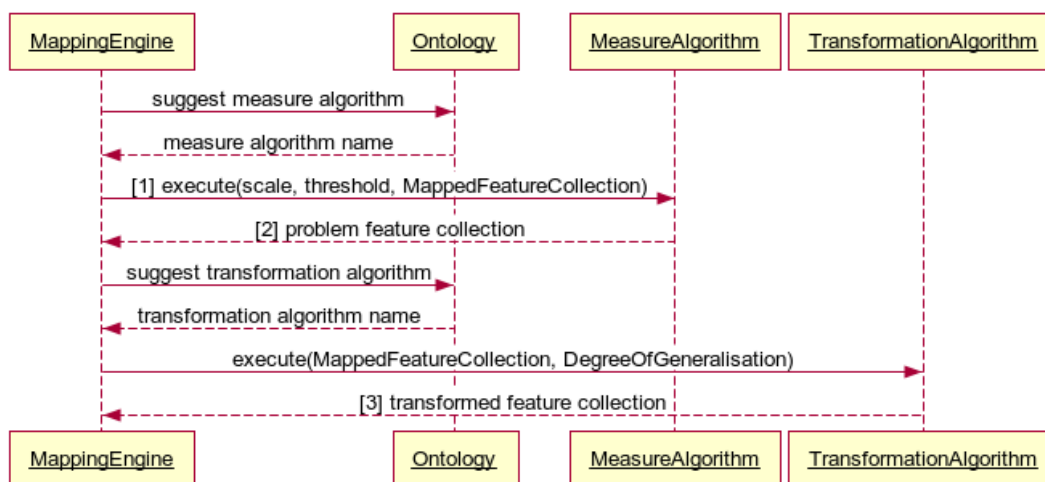 MappingEngine Ontology MeasureAlgorithm TransformationAlgorithm
suggest measure algorithm
measure algorithm name
[1] execute(scale, threshold, MappedFeatureCollection)
[2] problem feature collection
suggest transformation algorithm
transformation algorithm name
execute(MappedFeatureCollection, DegreeOfGeneralisation)
[3] transformed feature collection
MappingEngine Ontology MeasureAlgorithm TransformationAlgorithm